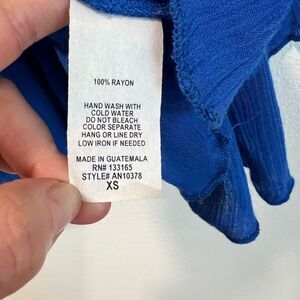 100% RAYON
HAND WASH WITH
COLD WATER
DO NOT BLEACH
COLOR SEPARATE
HANG OR LINE DRY
LOW IRON IF NEEDED
MADE IN GUATEMALA
RN# 133165
STYLE# AN10378
XS